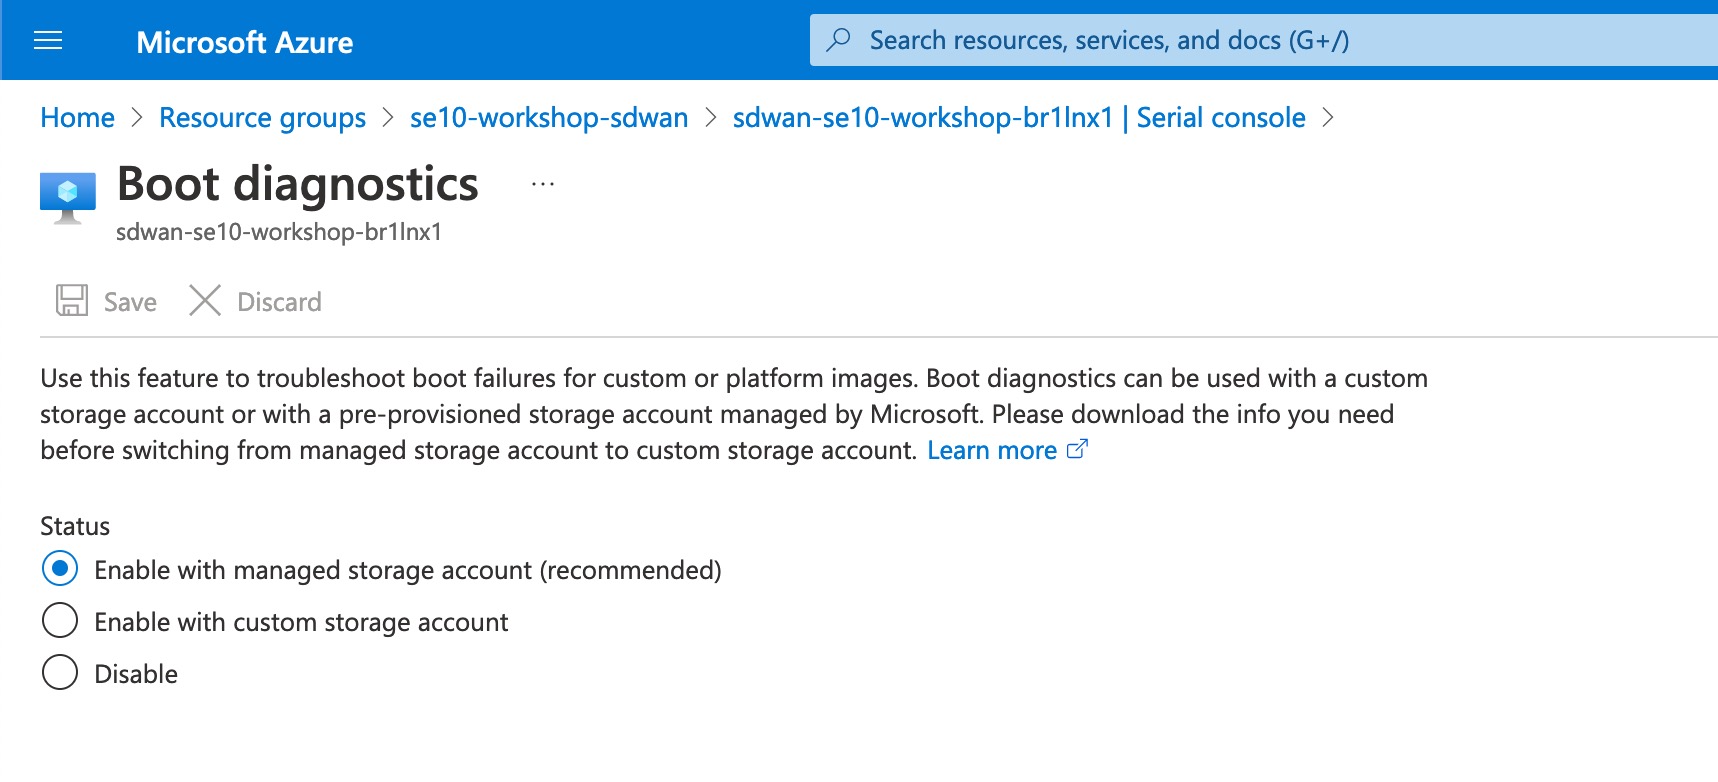 Microsoft Azure
Search resources, services, and docs (G+/)
Home > Resource groups > se10-workshop-sdwan > sdwan-se10-workshop-br1lnx1 | Serial console >
Boot diagnostics ...
sdwan-se10-workshop-br1lnx1
Save Discard
Use this feature to troubleshoot boot failures for custom or platform images. Boot diagnostics can be used with a custom
storage account or with a pre-provisioned storage account managed by Microsoft. Please download the info you need
before switching from managed storage account to custom storage account. Learn more
Status
Enable with managed storage account (recommended)
Enable with custom storage account
Disable